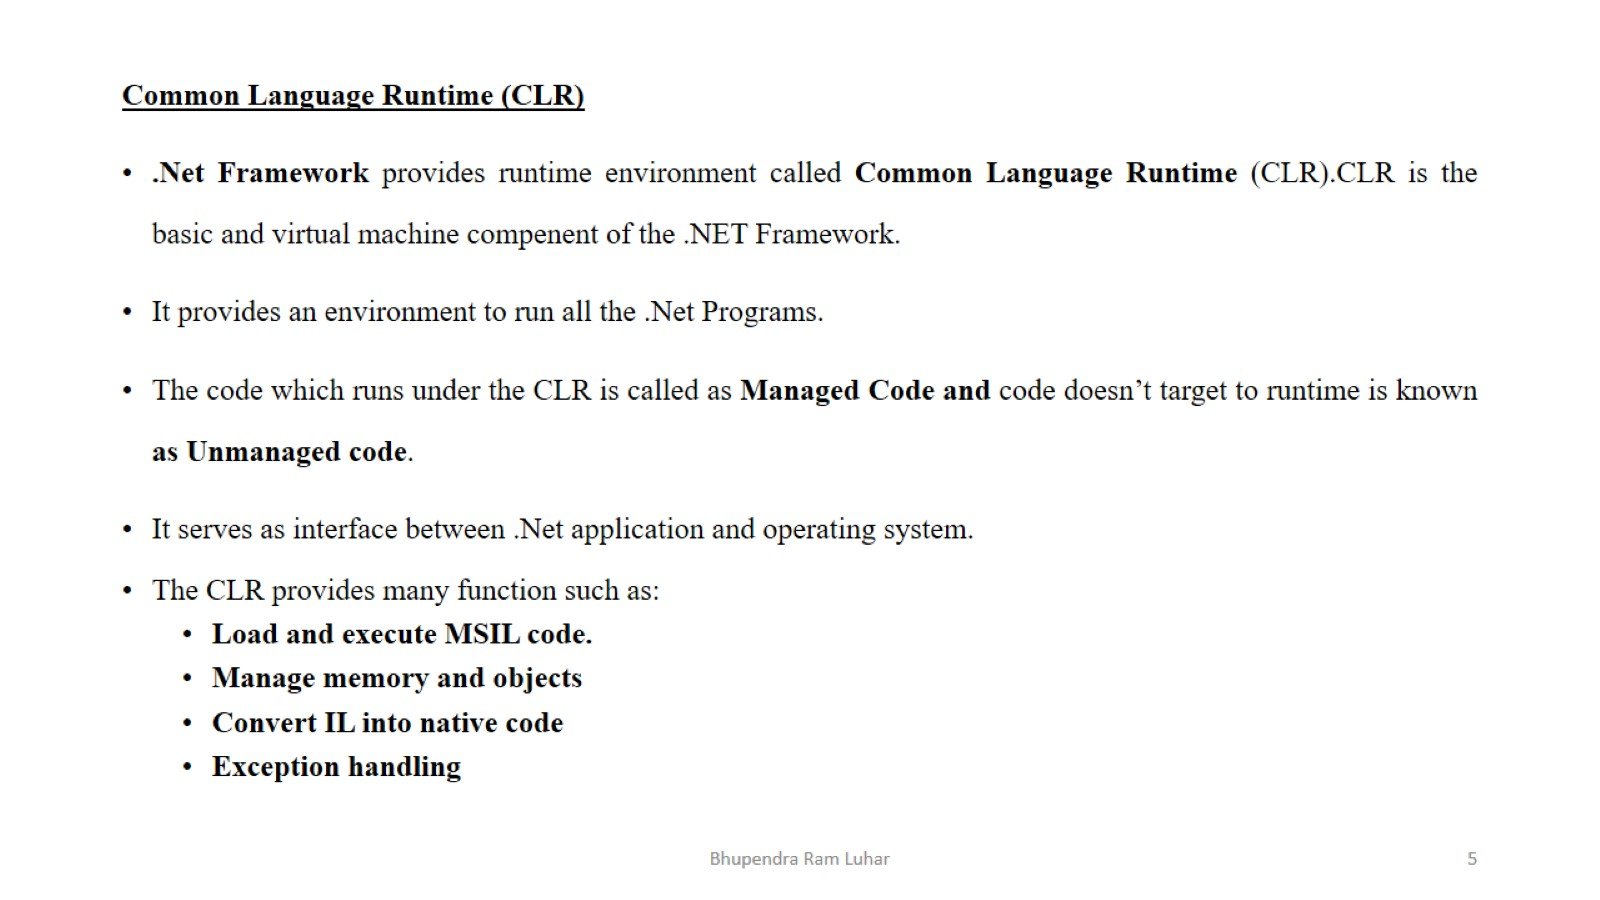 Common Language Runtime (CLR)
• .Net Framework provides runtime environment called Common Language Runtime (CLR).CLR is the
basic and virtual machine compenent of the .NET Framework.
• It provides an environment to run all the .Net Programs.
• The code which runs under the CLR is called as Managed Code and code doesn’t target to runtime is known
as Unmanaged code.
• It serves as interface between .Net application and operating system.
• The CLR provides many function such as:
• Load and execute MSIL code.
• Manage memory and objects
• Convert IL into native code
• Exception handling
Bhupendra Ram Luhar
5